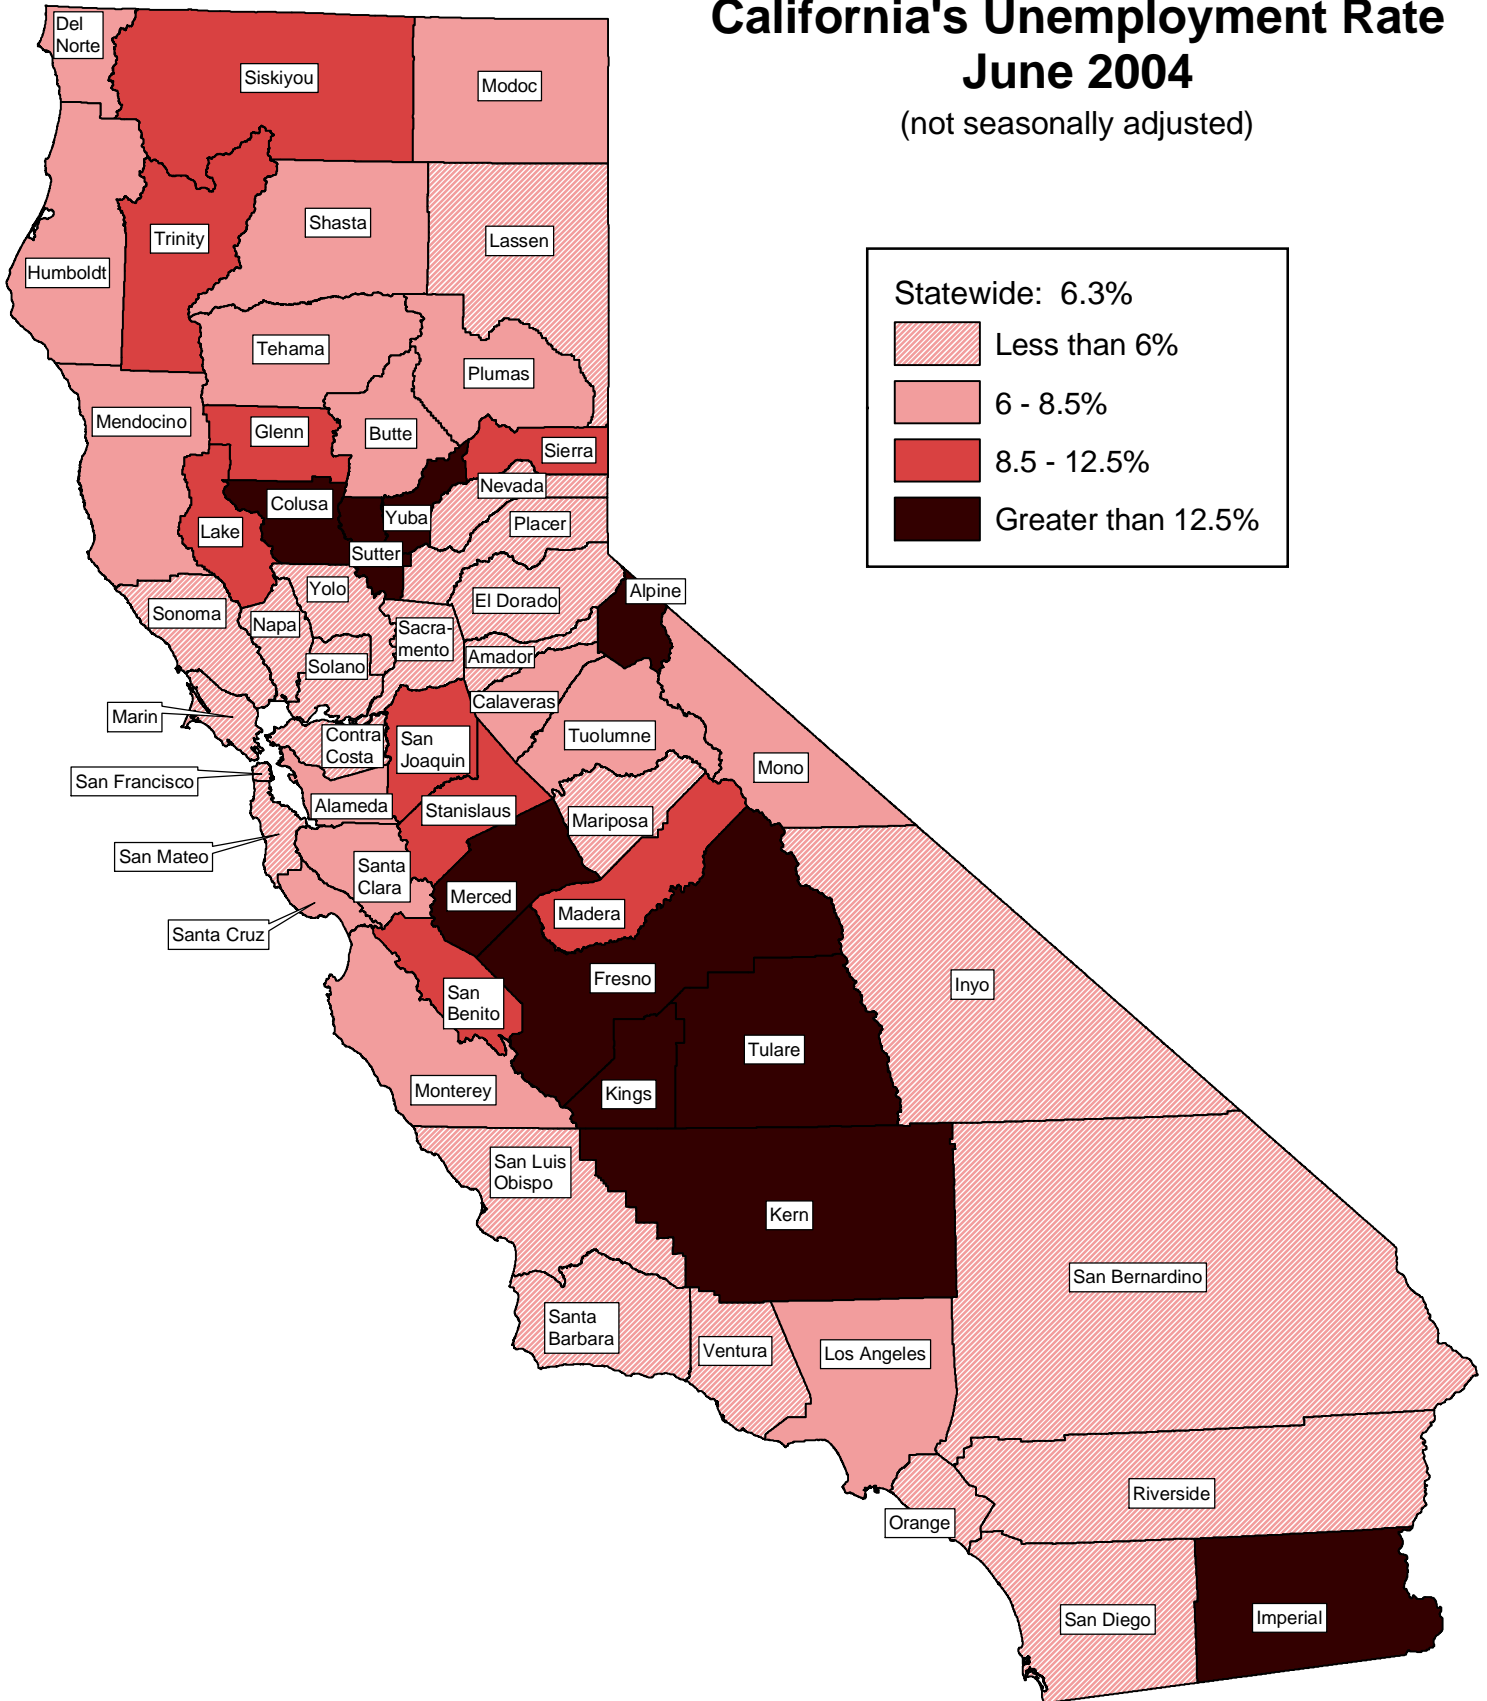 California's Unemployment Rate
June 2004
(not seasonally adjusted)
Statewide: 6.3%
Less than 6%
6 - 8.5%
8.5 - 12.5%
Greater than 12.5%
Del
Norte
Siskiyou
Modoc
Shasta
Trinity
Lassen
Humboldt
Tehama
Plumas
Mendocino
Glenn
Butte
Sierra
Nevada
Colusa
Yuba
Placer
Lake
Sutter
Yolo
Alpine
El Dorado
Sonoma
Napa
Sacra-
mento
Amador
Solano
Calaveras
Marin
Contra
Costa
San
Joaquin
Tuolumne
Mono
San Francisco
Alameda
Stanislaus
Mariposa
San Mateo
Santa
Clara
Merced
Madera
Santa Cruz
Fresno
Inyo
San
Benito
Tulare
Monterey
Kings
San Luis
Obispo
Kern
San Bernardino
Santa
Barbara
Ventura
Los Angeles
Riverside
Orange
San Diego
Imperial